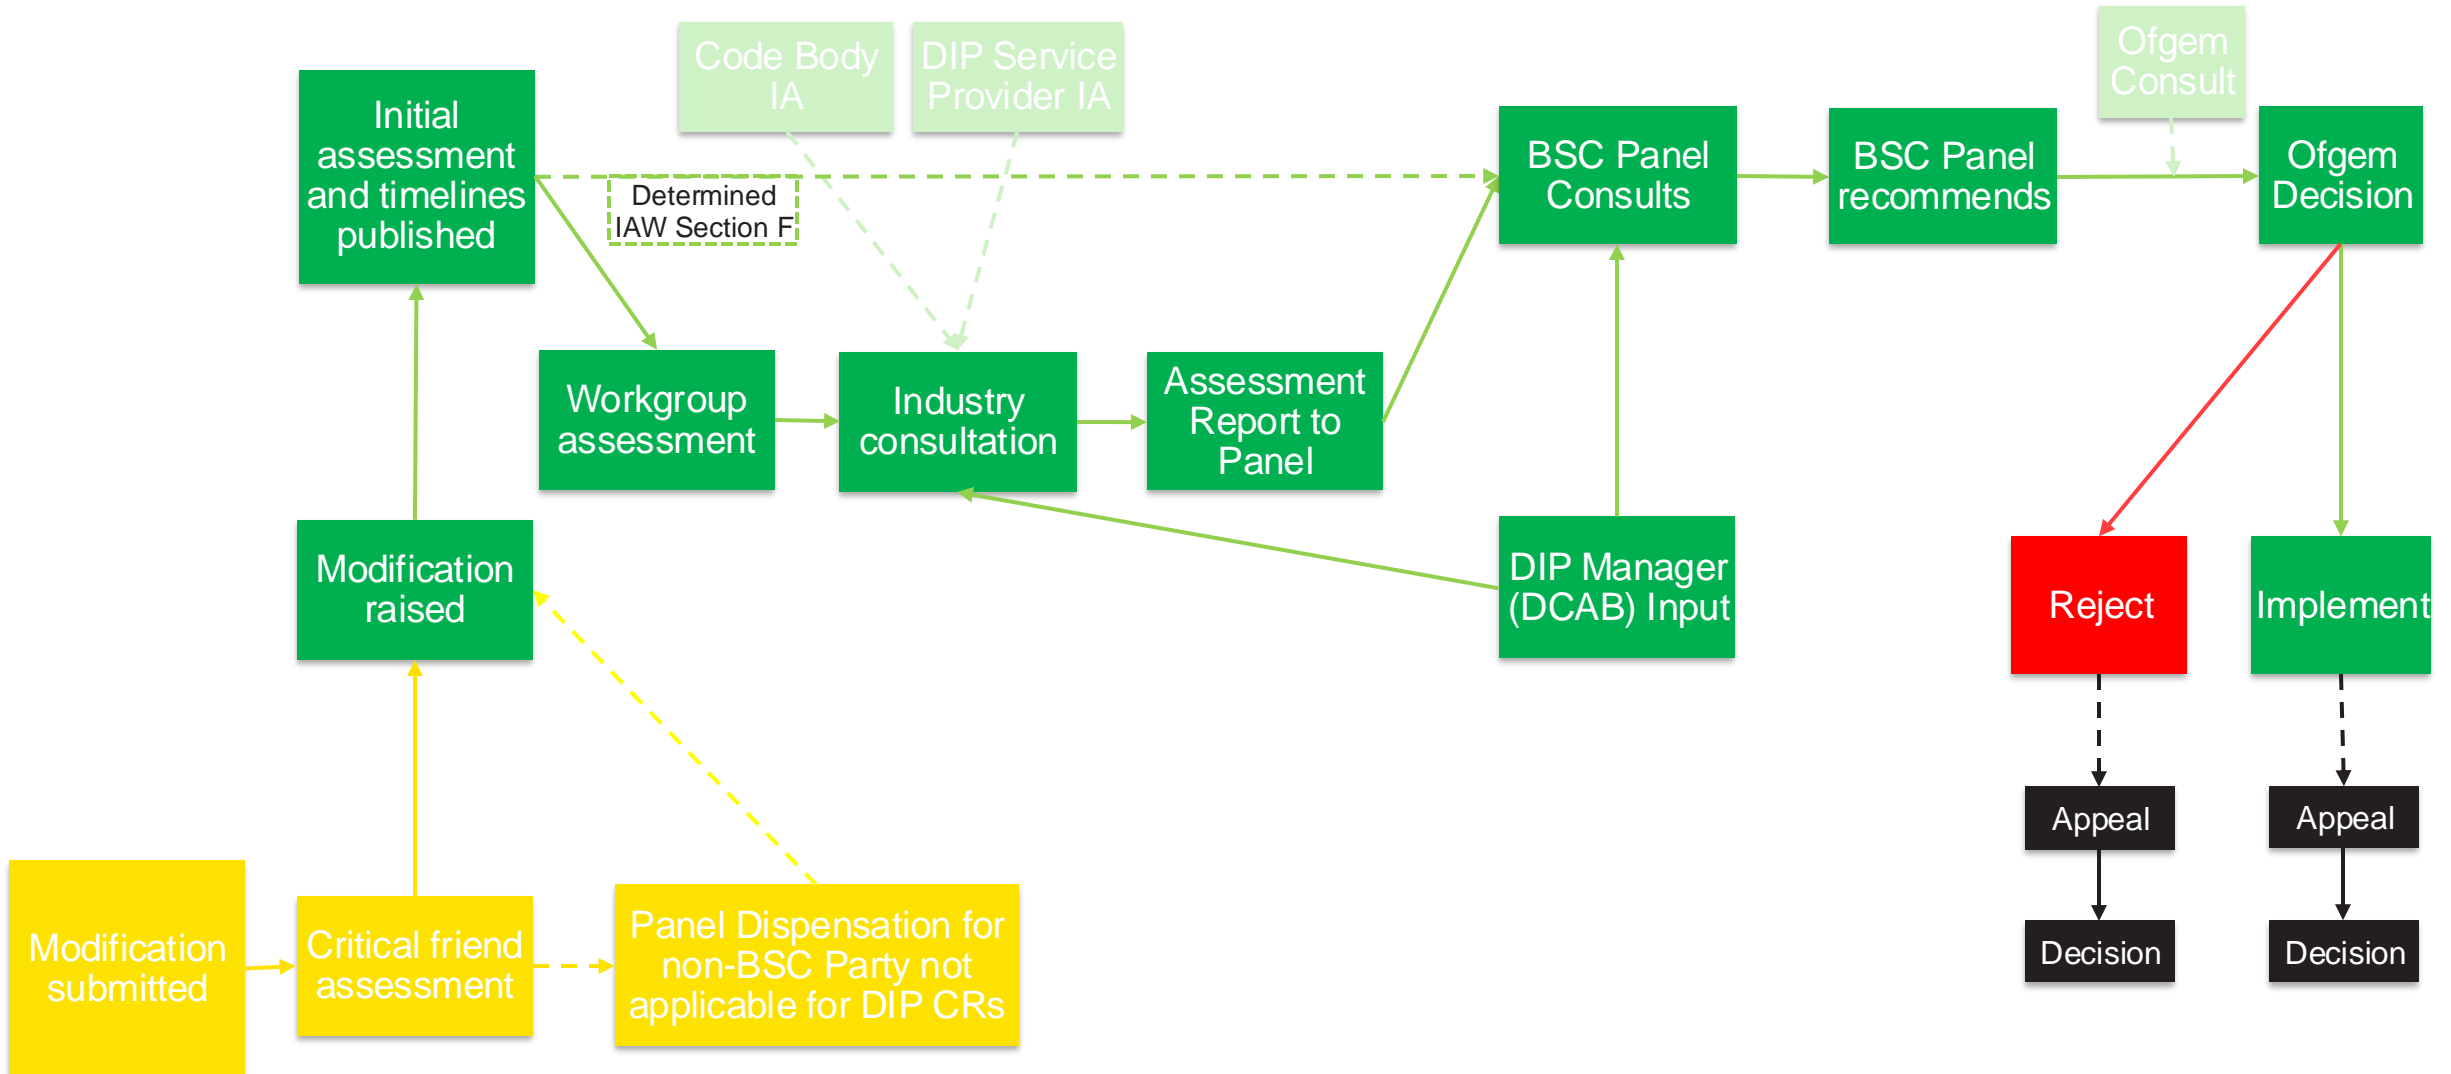 Code Body
IA
DIP Service
Provider IA
Ofgem
Consult
Initial
assessment
and timelines
published
Determined
IAW Section F
BSC Panel
Consults
BSC Panel
recommends
Ofgem
Decision
Workgroup
assessment
Industry
consultation
Assessment
Report to
Panel
Modification
raised
DIP Manager
(DCAB) Input
Reject
Implement
Appeal
Appeal
Decision
Decision
Modification
submitted
Critical friend
assessment
Panel Dispensation for
non-BSC Party not
applicable for DIP CRs